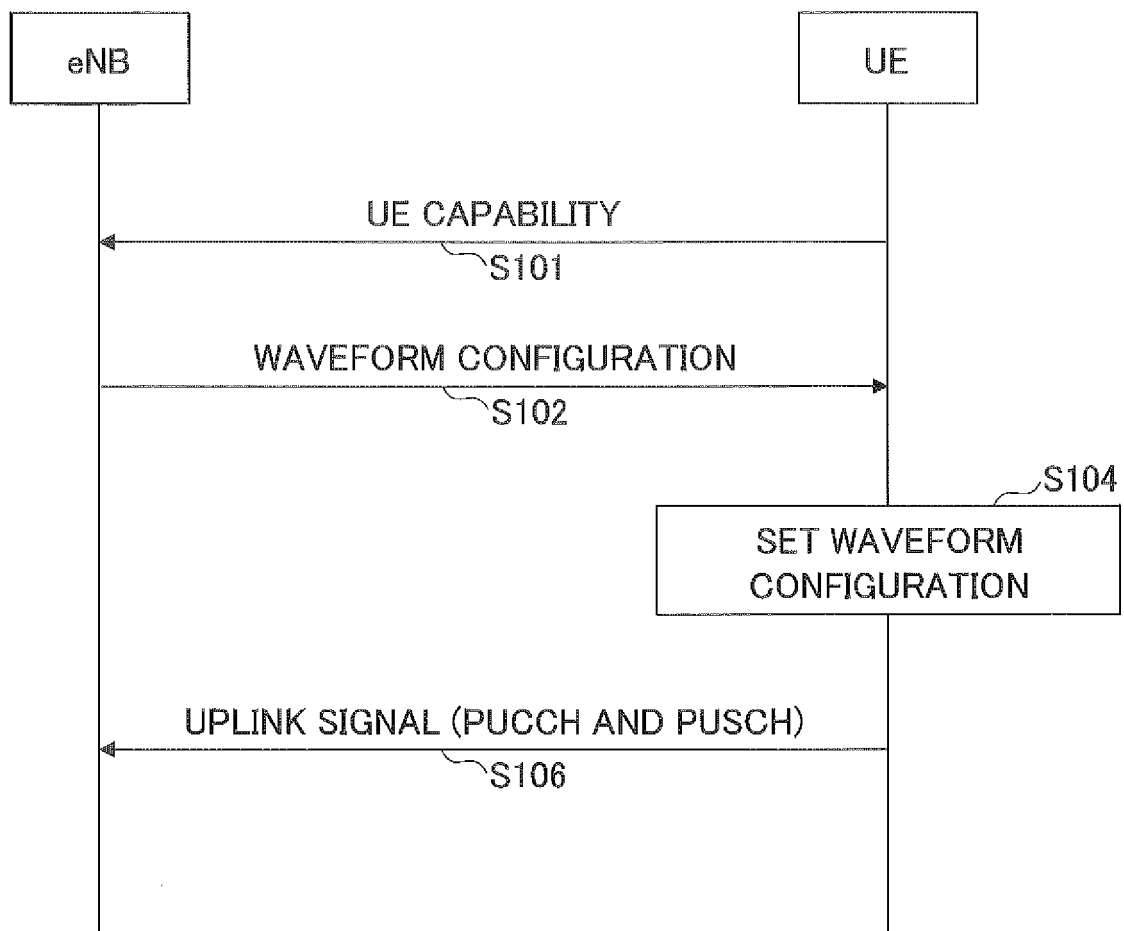 eNB
UE
UE CAPABILITY
S101
WAVEFORM CONFIGURATION
S102
S104
SET WAVEFORM
CONFIGURATION
UPLINK SIGNAL (PUCCH AND PUSCH)
S106